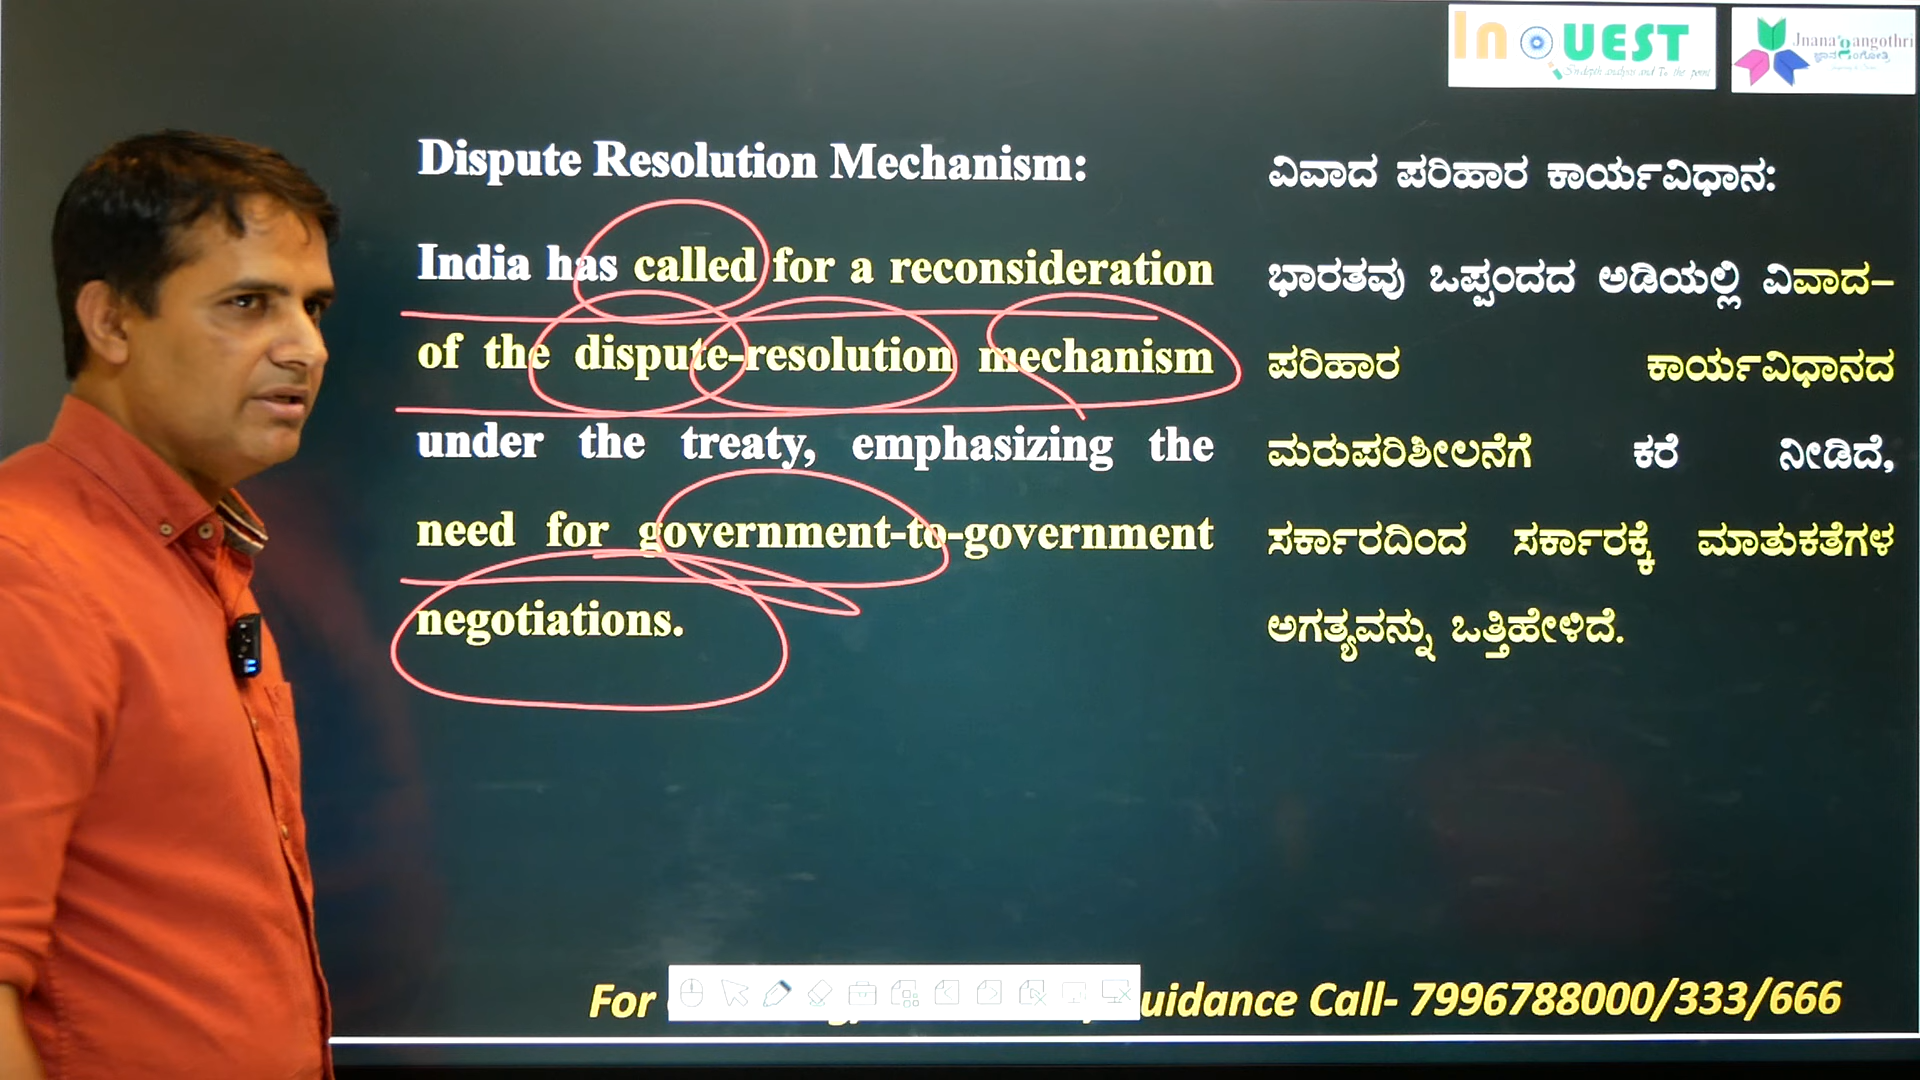 InQUEST
Jnanagangothri
ಜ್ಞಾನಗಂಗೋತ್ರಿ
Dispute Resolution Mechanism:
India has called for a reconsideration
of the dispute-resolution mechanism
under the treaty, emphasizing the
need for government-to-government
negotiations.
ವಿವಾದ ಪರಿಹಾರ ಕಾರ್ಯವಿಧಾನ:
ಭಾರತವು ಒಪ್ಪಂದದ ಅಡಿಯಲ್ಲಿ ವಿವಾದ-
ಪರಿಹಾರ ಕಾರ್ಯವಿಧಾನದ
ಮರುಪರಿಶೀಲನೆಗೆ ಕರೆ ನೀಡಿದೆ,
ಸರ್ಕಾರದಿಂದ ಸರ್ಕಾರಕ್ಕೆ ಮಾತುಕತೆಗಳ
ಅಗತ್ಯವನ್ನು ಒತ್ತಿಹೇಳಿದೆ.
For uidance Call- 7996788000/333/666